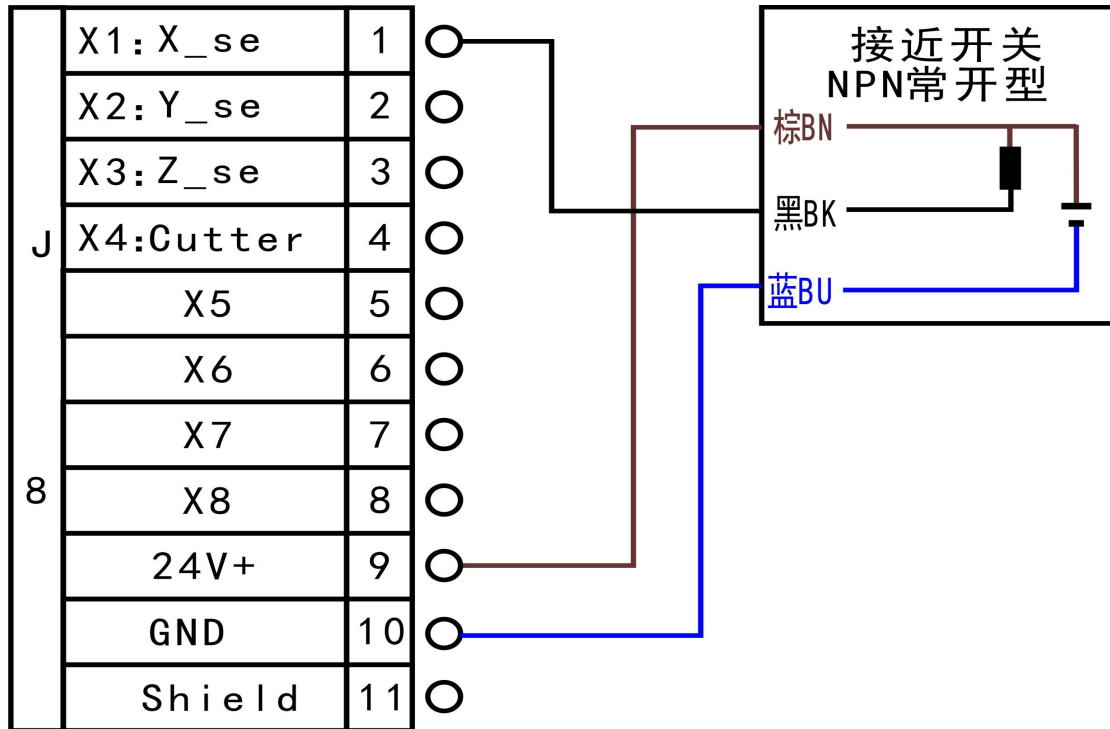 J
8
X1:X_se 1
X2:Y_se 2
X3:Z_se 3
X4:Cutter 4
X5 5
X6 6
X7 7
X8 8
24V+ 9
GND 10
Shield 11
接近开关
NPN常开型
棕BN
黑BK
蓝BU